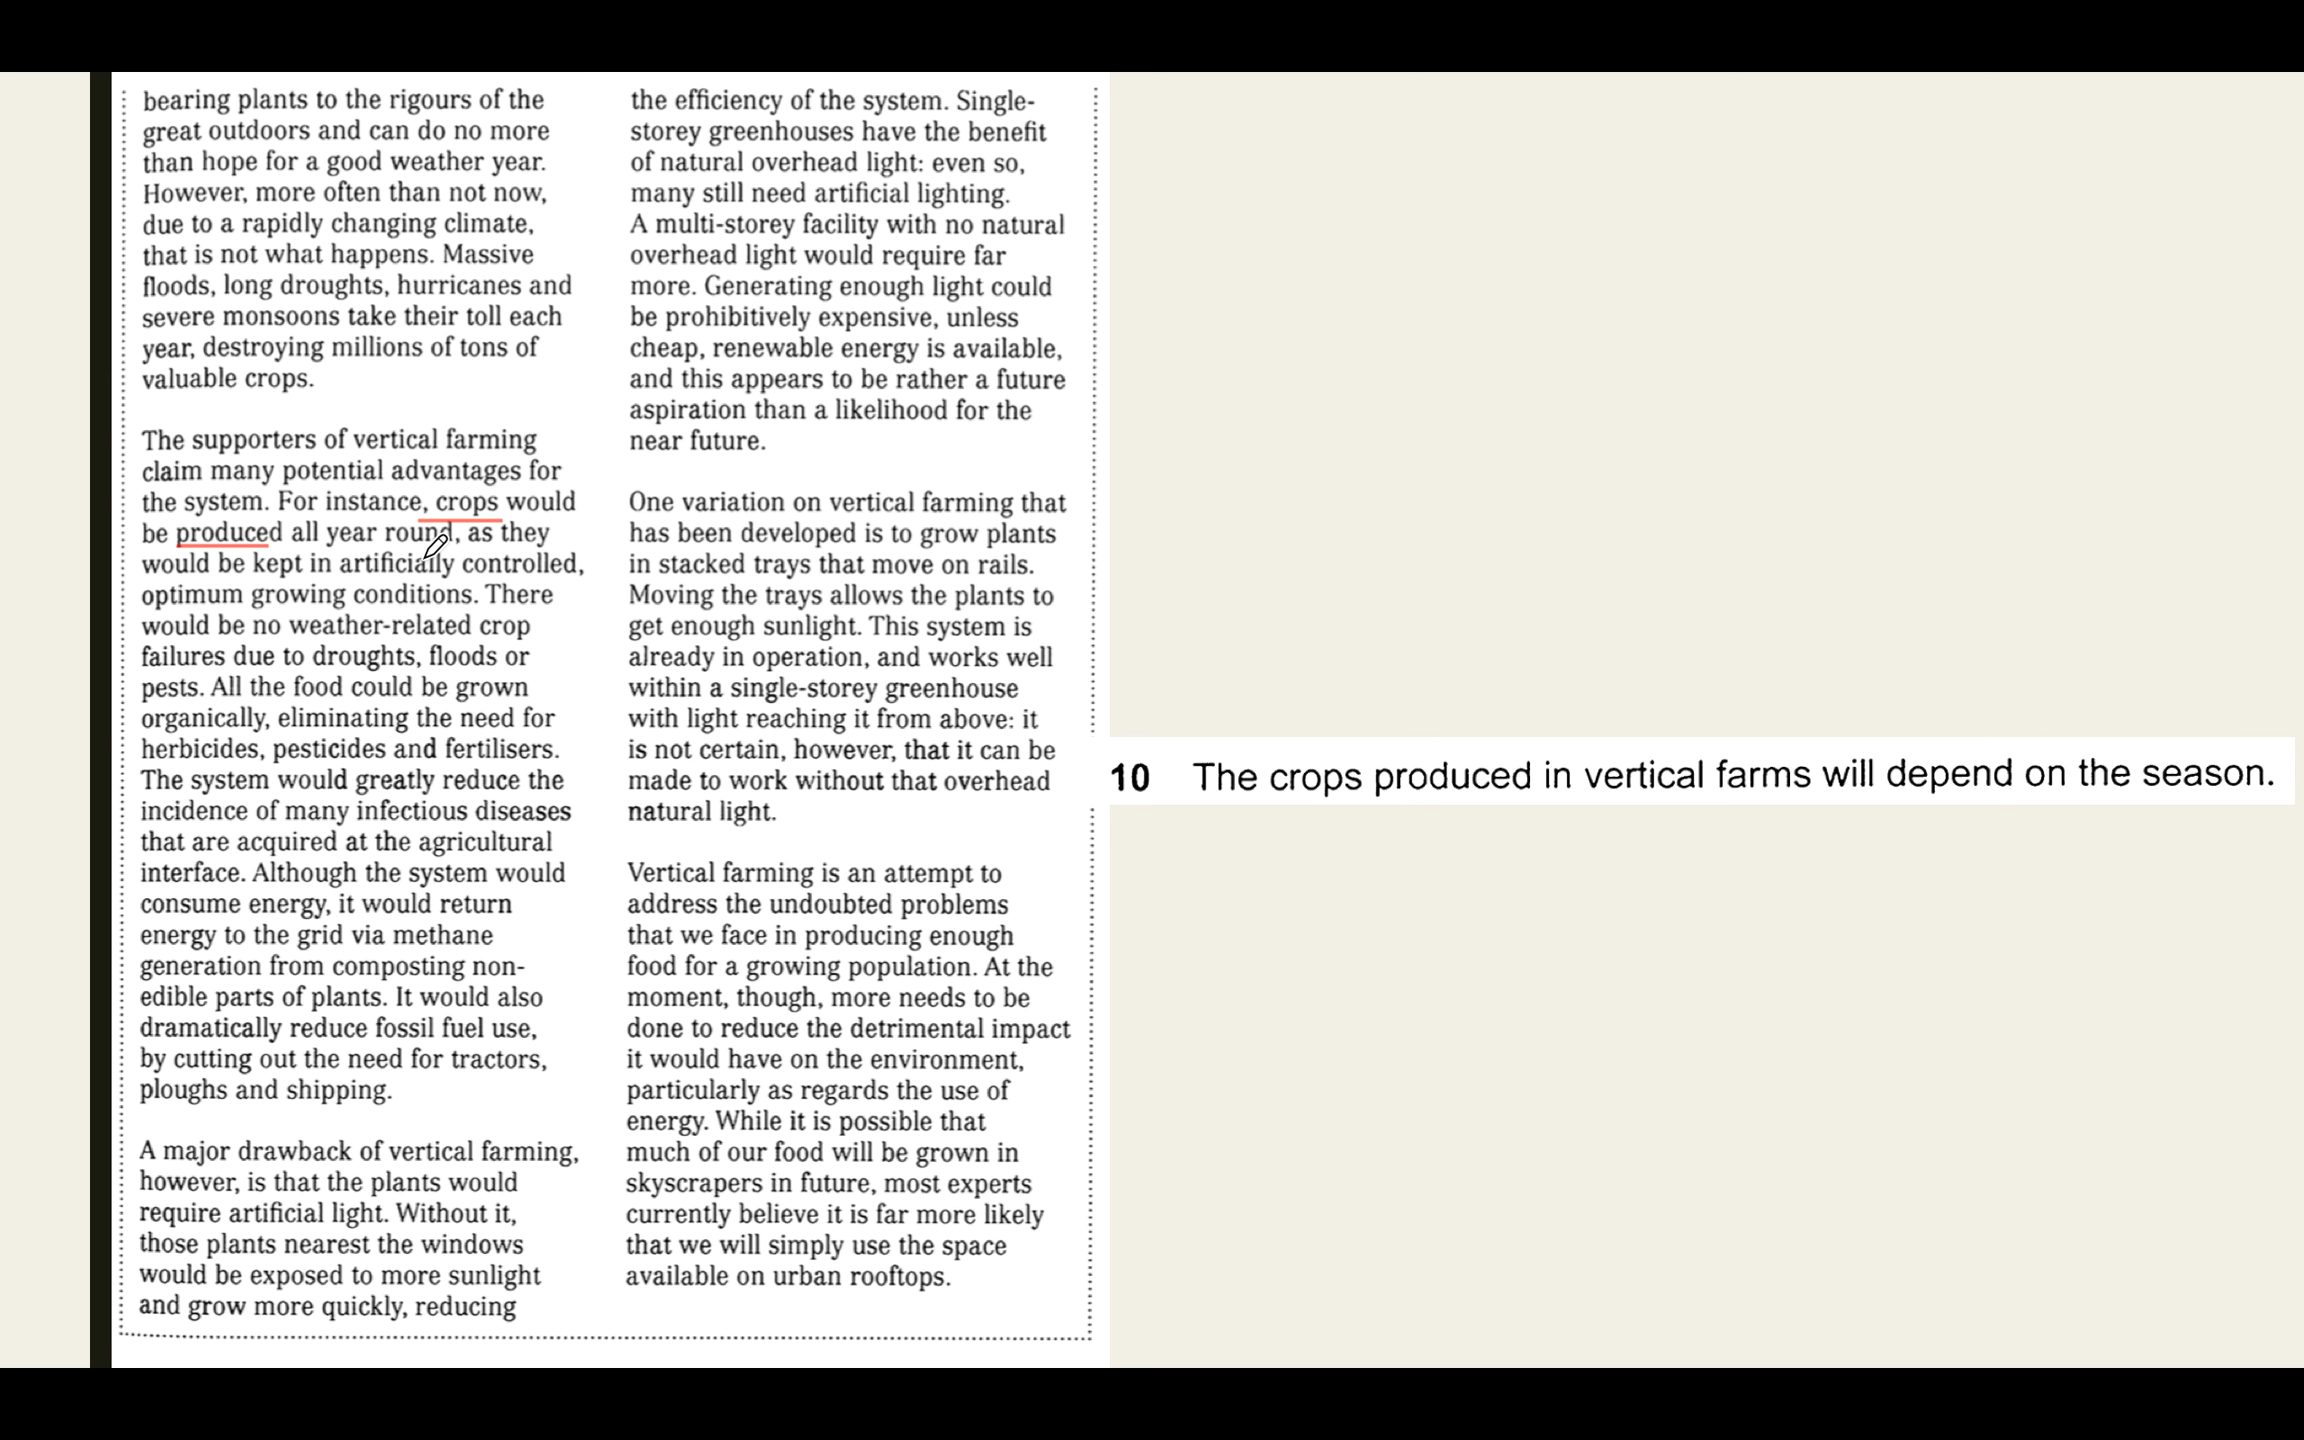 bearing plants to the rigours of the
great outdoors and can do no more
than hope for a good weather year.
However, more often than not now,
due to a rapidly changing climate,
that is not what happens. Massive
floods, long droughts, hurricanes and
severe monsoons take their toll each
year, destroying millions of tons of
valuable crops.
The supporters of vertical farming
claim many potential advantages for
the system. For instance, crops would
be produced all year round, as they
would be kept in artificially controlled,
optimum growing conditions. There
would be no weather-related crop
failures due to droughts, floods or
pests. All the food could be grown
organically, eliminating the need for
herbicides, pesticides and fertilisers.
The system would greatly reduce the
incidence of many infectious diseases
that are acquired at the agricultural
interface. Although the system would
consume energy, it would return
energy to the grid via methane
generation from composting non-
edible parts of plants. It would also
dramatically reduce fossil fuel use,
by cutting out the need for tractors,
ploughs and shipping.
A major drawback of vertical farming,
however, is that the plants would
require artificial light. Without it,
those plants nearest the windows
would be exposed to more sunlight
and grow more quickly, reducing
the efficiency of the system. Single-
storey greenhouses have the benefit
of natural overhead light: even so,
many still need artificial lighting.
A multi-storey facility with no natural
overhead light would require far
more. Generating enough light could
be prohibitively expensive, unless
cheap, renewable energy is available,
and this appears to be rather a future
aspiration than a likelihood for the
near future.
One variation on vertical farming that
has been developed is to grow plants
in stacked trays that move on rails.
Moving the trays allows the plants to
get enough sunlight. This system is
already in operation, and works well
within a single-storey greenhouse
with light reaching it from above: it
is not certain, however, that it can be
made to work without that overhead
natural light.
Vertical farming is an attempt to
address the undoubted problems
that we face in producing enough
food for a growing population. At the
moment, though, more needs to be
done to reduce the detrimental impact
it would have on the environment,
particularly as regards the use of
energy. While it is possible that
much of our food will be grown in
skyscrapers in future, most experts
currently believe it is far more likely
that we will simply use the space
available on urban rooftops.
10 The crops produced in vertical farms will depend on the season.